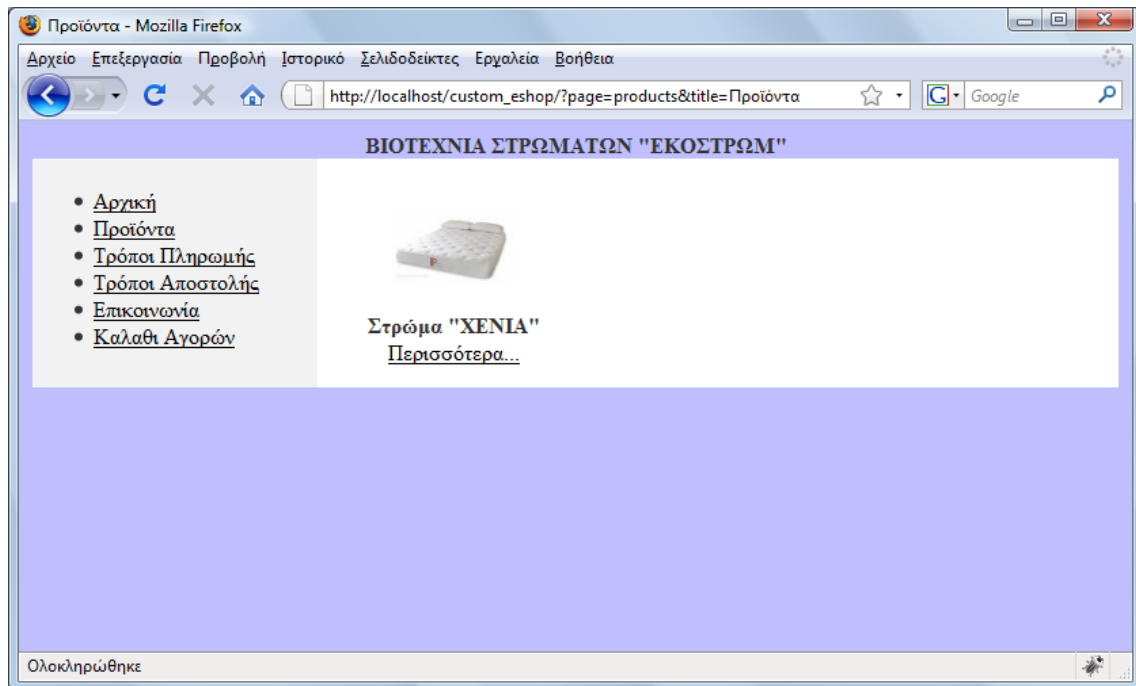 Προϊόντα - Mozilla Firefox
Αρχείο Επεξεργασία Προβολή Ιστορικό Σελιδοδείκτες Εργαλεία Βοήθεια
http://localhost/custom_eshop/?page=products&title=Προϊόντα G Google
ΒΙΟΤΕΧΝΙΑ ΣΤΡΩΜΑΤΩΝ "ΕΚΟΣΤΡΩΜ"
• Αρχική
• Προϊόντα
• Τρόποι Πληρωμής
• Τρόποι Αποστολής
• Επικοινωνία
• Καλαθι Αγορών
Στρώμα "ΧΕΝΙΑ"
Περισσότερα...
Ολοκληρώθηκε